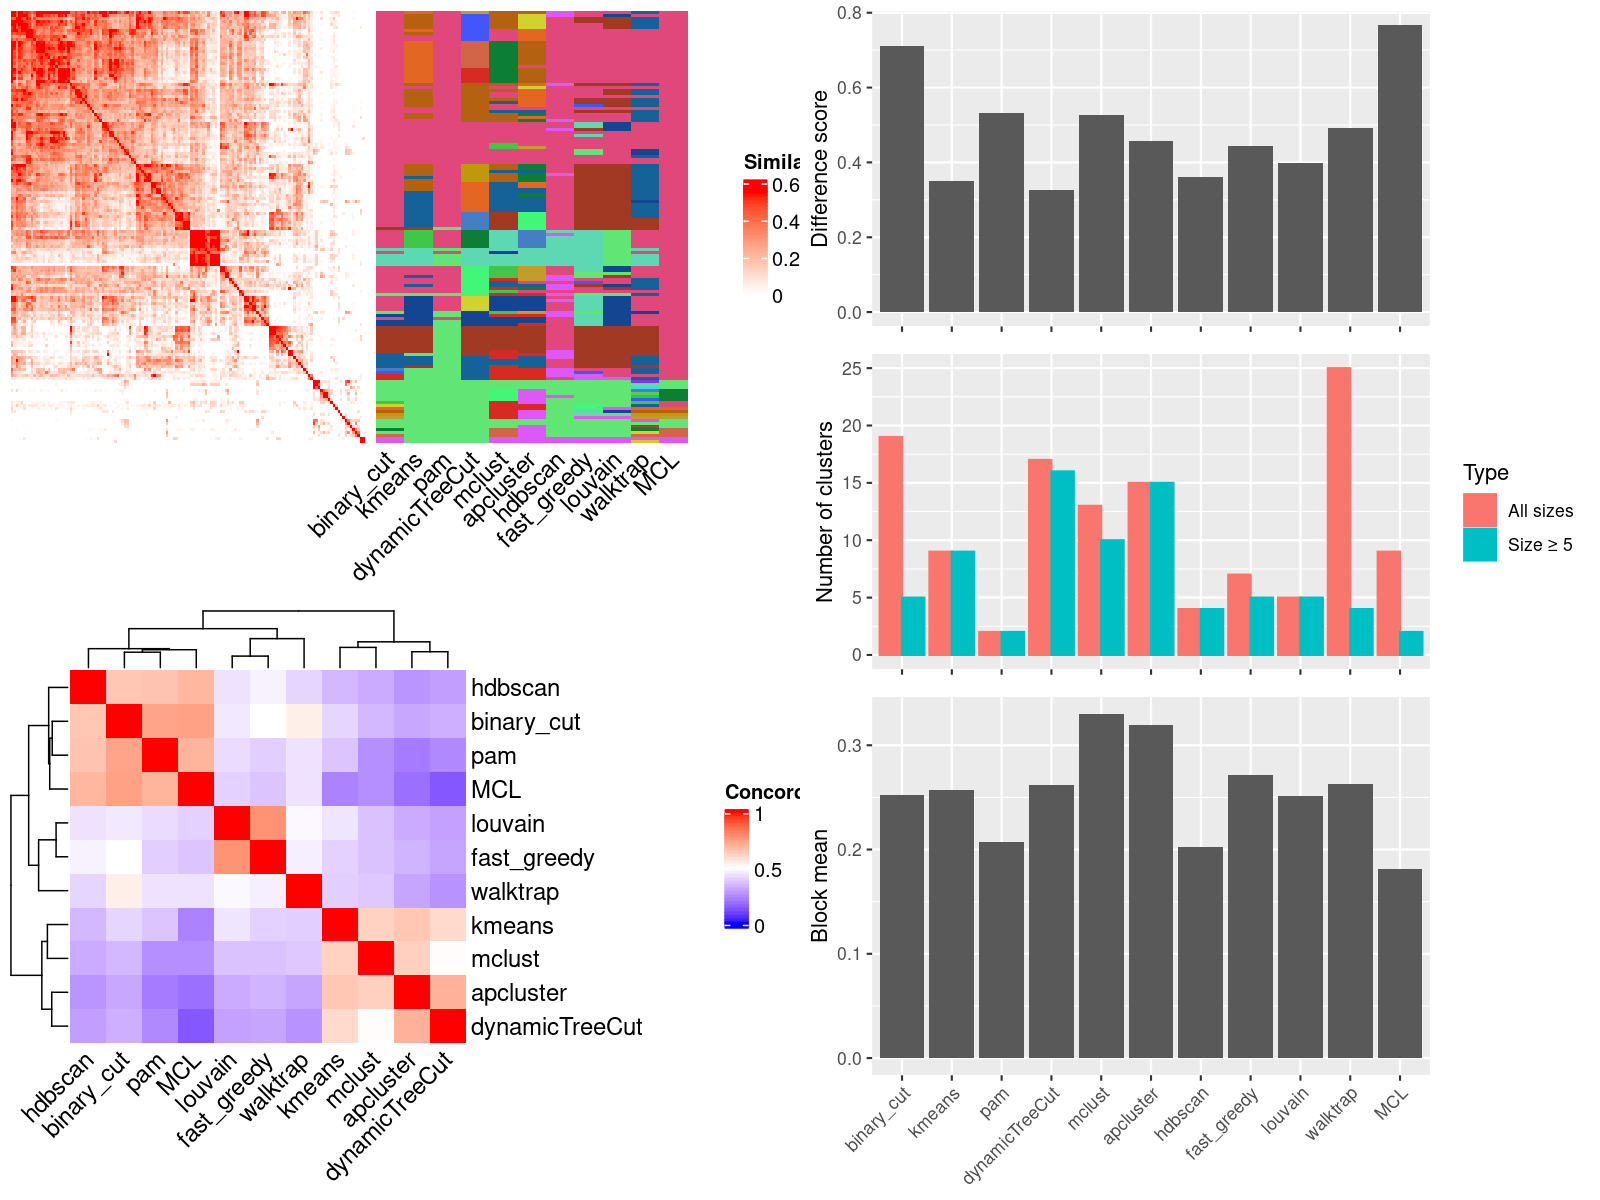 Simila
0.6
0.4
0.2
0
binary_cut
kmeans
pam
dynamicTreeCut
mclust
apcluster
hdbscan
fast_greedy
louvain
walktrap
MCL
hdbscan
binary_cut
pam
MCL
louvain
fast_greedy
walktrap
kmeans
mclust
apcluster
dynamicTreeCut
hdbscan
binary_cut
pam
MCL
louvain
fast_greedy
walktrap
kmeans
mclust
apcluster
dynamicTreeCut
Concord
1
0.5
0
Difference score
0.8
0.6
0.4
0.2
0.0
Number of clusters
25
20
15
10
5
0
Type
All sizes
Size ≥ 5
Block mean
0.3
0.2
0.1
0.0
binary_cut
kmeans
pam
dynamicTreeCut
mclust
apcluster
hdbscan
fast_greedy
louvain
walktrap
MCL